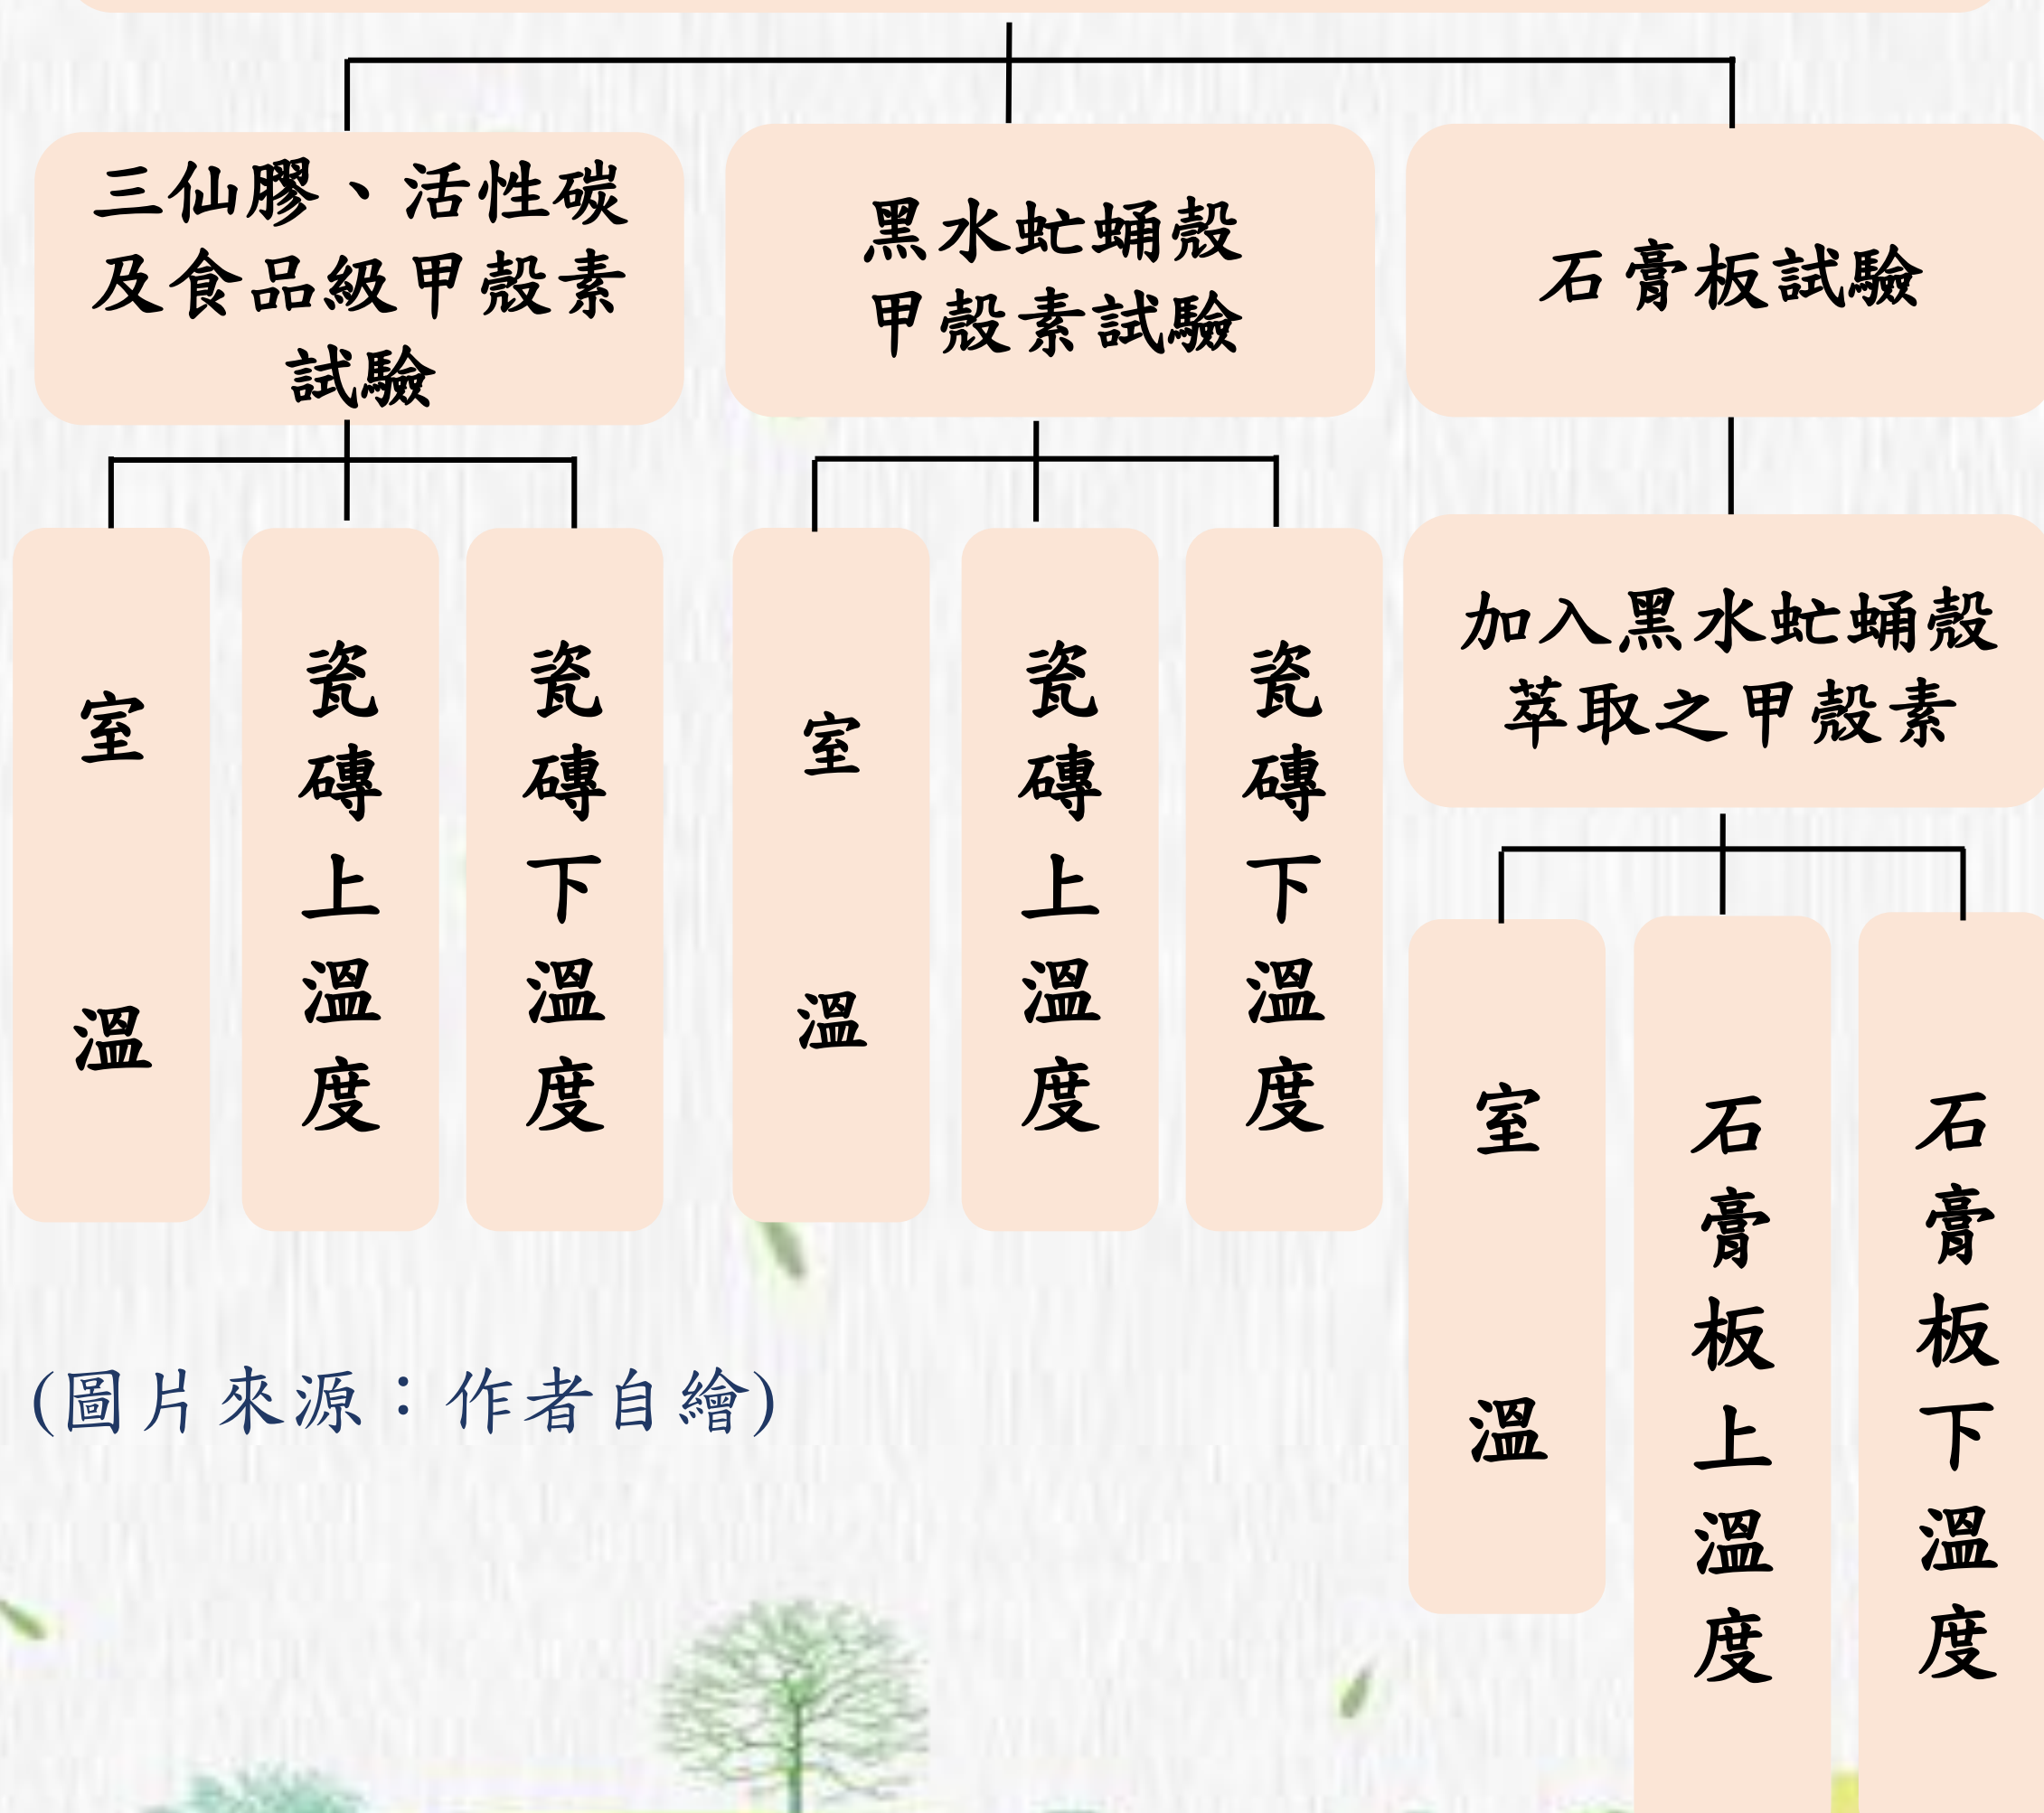 三仙膠、活性碳
及食品級甲殼素
試驗
黑水虻蛹殼
甲殼素試驗
石膏板試驗
室溫
瓷磚上溫度
瓷磚下溫度
室溫
瓷磚上溫度
瓷磚下溫度
加入黑水虻蛹殼
萃取之甲殼素
室溫
石膏板上溫度
石膏板下溫度
(圖片來源：作者自繪)